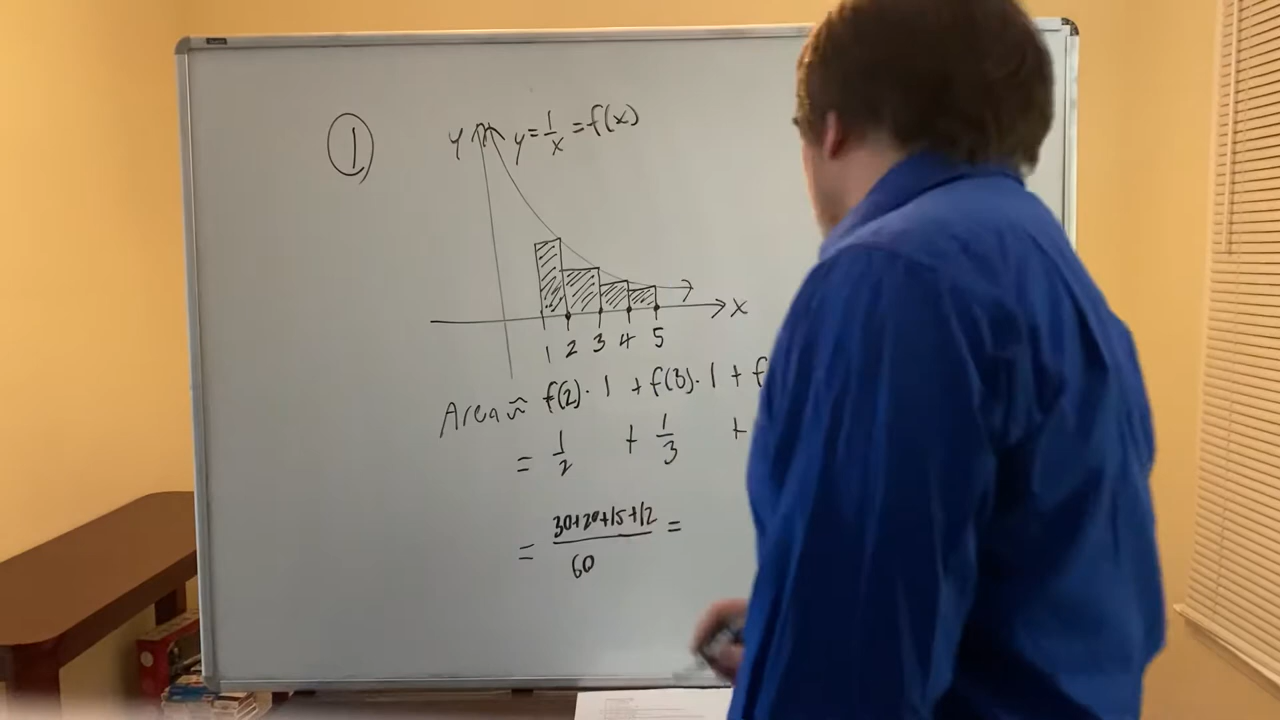 ①
y y = 1/x = f(x)
x
1 2 3 4 5
Area ≈ f(2)·1 + f(3)·1 + f
= 1/2 + 1/3 +
= 30+20+15+12/60 =